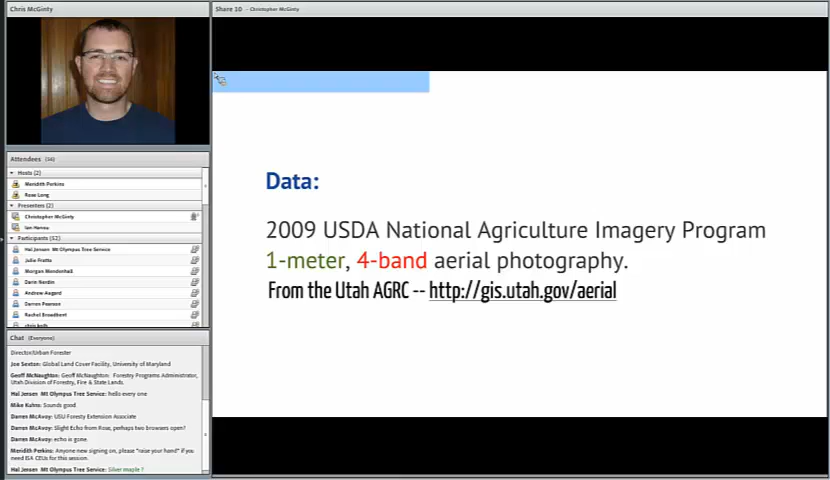 Chris McGinty
Share 10 - Christopher McGinty
Attendees
Hosts (2)
Meredith Perkins
Rose Long
Presenters (2)
Christopher McGinty
Ian Hanou
Hal Jensen Mt Olympus Tree Service
Julie Fratto
Morgan Mendenhall
Darin Nordin
Andrew Aagard
Darren Pearson
Rachel Broadbent
chris
Chat (Everyone)
Director/Urban Forester
Joe Sexton: Global Land Cover Facility, University of Maryland
Geoff McNaughton: Geoff McNaughton: Forestry Programs Administrator,
Utah Division of Forestry, Fire & State Lands.
Hal Jensen Mt Olympus Tree Service: hello every one
Mike Kuhns: Sounds good
Darren McAvoy: USU Foresty Extension Associate
Darren McAvoy: Slight Echo from Rose, perhaps two browsers open?
Darren McAvoy: echo is gone.
Meredith Perkins: Anyone new signing on, please "raise your hand" if you
need ISA CEUs for this session.
Hal Jensen Mt Olympus Tree Service: Silver maple ?
Data:
2009 USDA National Agriculture Imagery Program
1-meter, 4-band aerial photography.
From the Utah AGRC -- http://gis.utah.gov/aerial